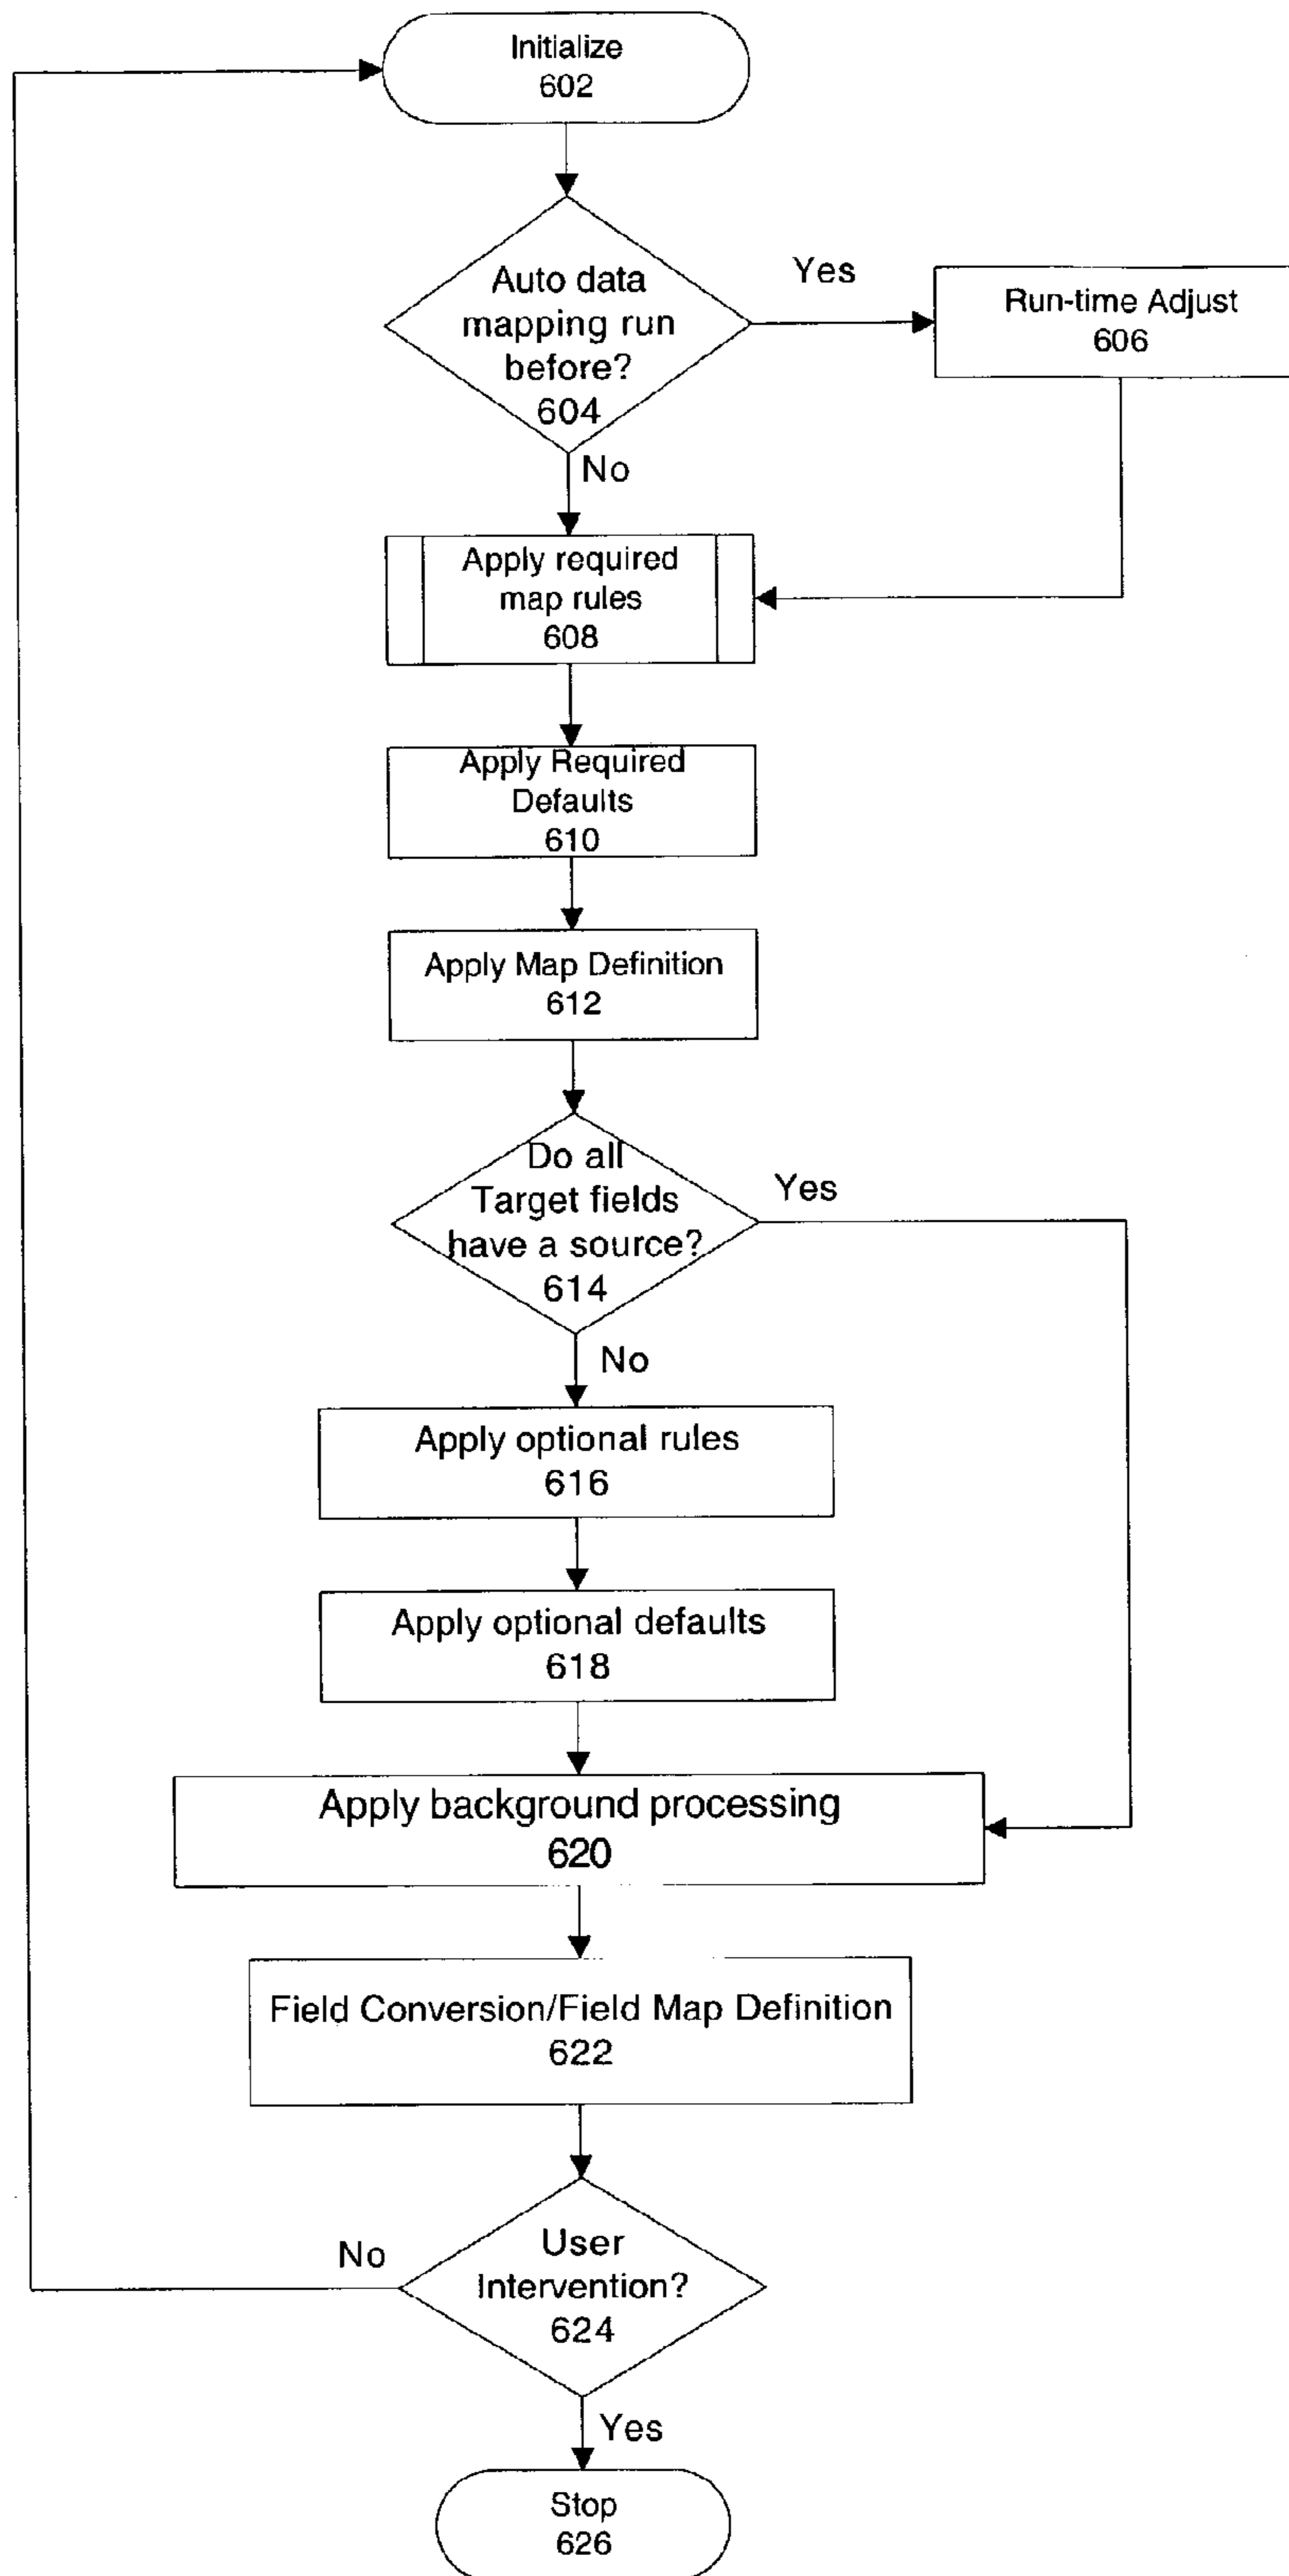 Initialize
602
Auto data
mapping run
before?
604
Yes
Run-time Adjust
606
No
Apply required
map rules
608
Apply Required
Defaults
610
Apply Map Definition
612
Do all
Target fields
have a source?
614
Yes
No
Apply optional rules
616
Apply optional defaults
618
Apply background processing
620
Field Conversion/Field Map Definition
622
No
User
Intervention?
624
Yes
Stop
626